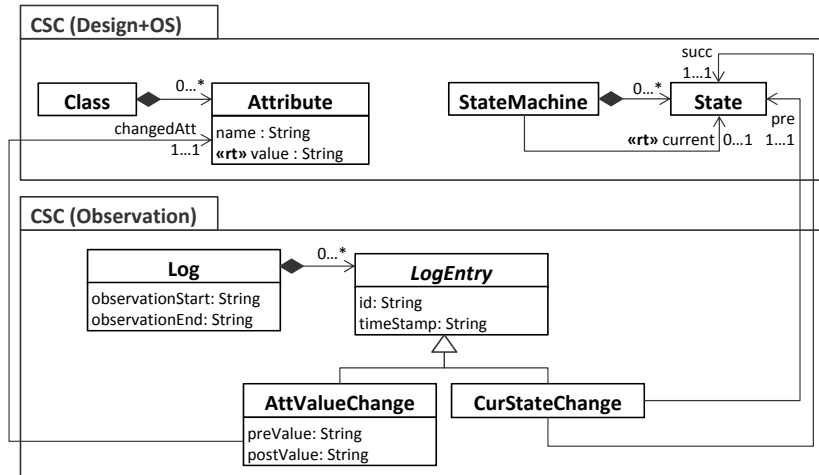 CSC (Design+OS)
succ
1...1
0...*
0...*
Class
Attribute
StateMachine
State
changedAtt
name : String
pre
1...1
«rt» value : String
«rt» current
0...1
1...1
CSC (Observation)
0...*
Log
LogEntry
observationStart: String
observationEnd: String
id: String
timeStamp: String
AttValueChange
CurStateChange
preValue: String
postValue: String